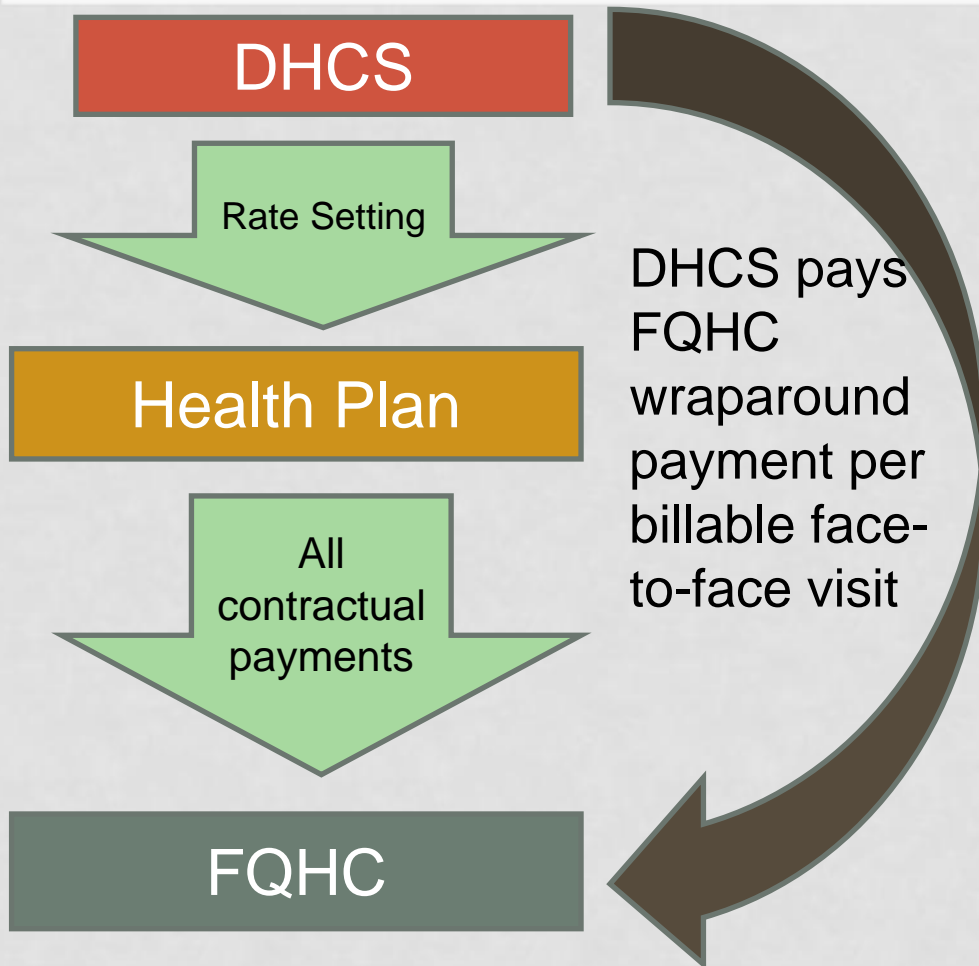 DHCS
Rate Setting
Health Plan
All
contractual
payments
FQHC
DHCS pays
FQHC
wraparound
payment per
billable face-
to-face visit